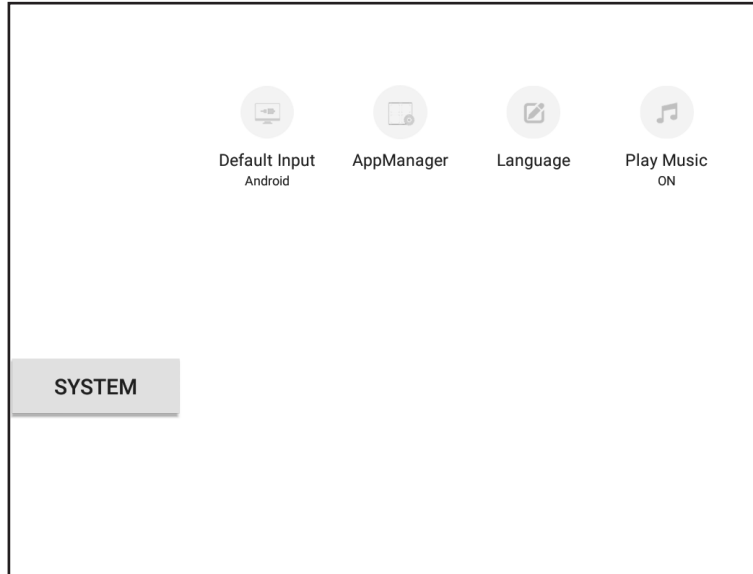 Default Input
Android
AppManager
Language
Play Music
ON
SYSTEM